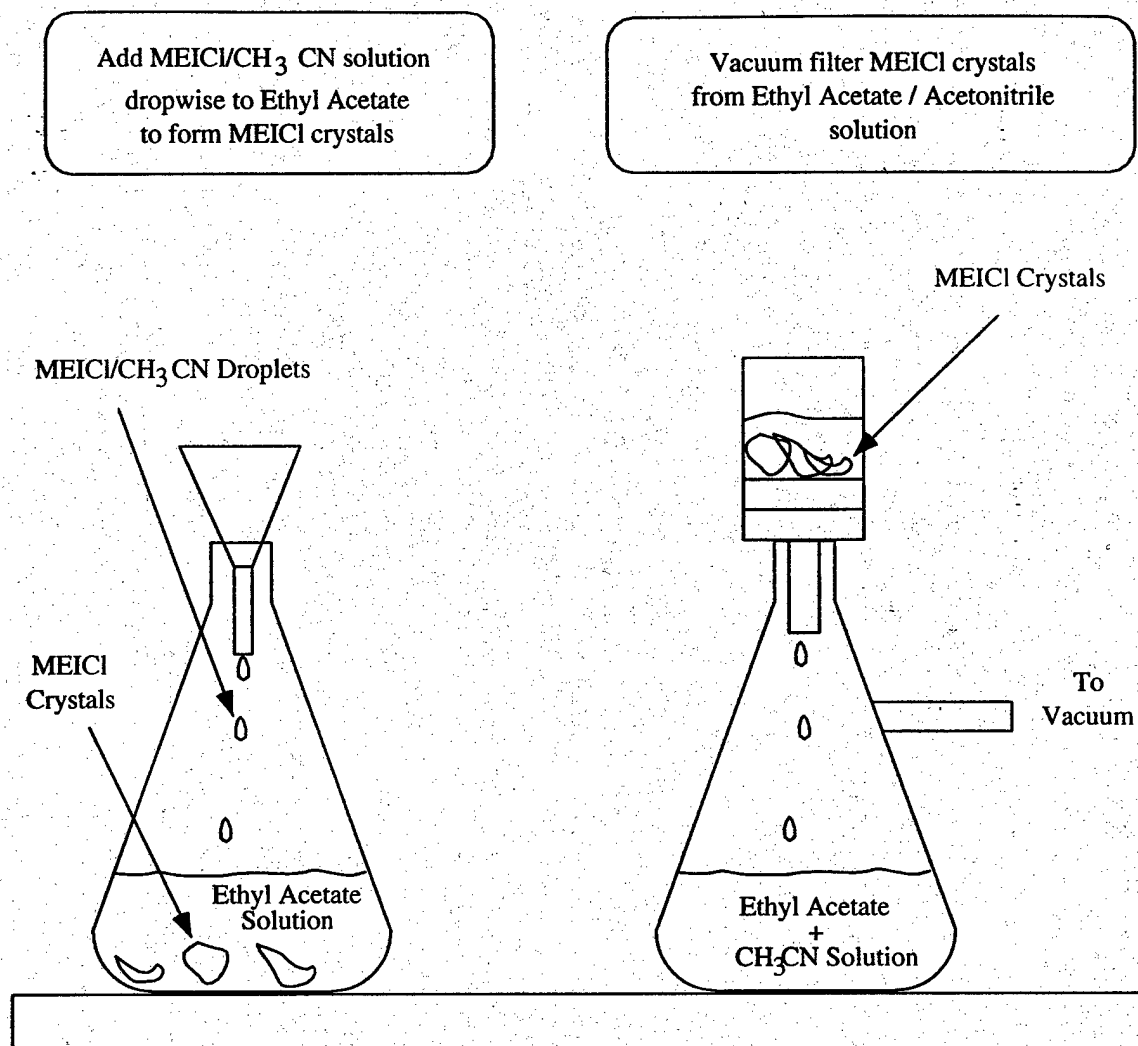 Add MEICl/CH3 CN solution
dropwise to Ethyl Acetate
to form MEICl crystals
Vacuum filter MEICl crystals
from Ethyl Acetate / Acetonitrile
solution
MEICl Crystals
MEICl/CH3 CN Droplets
MEICl
Crystals
To
Vacuum
Ethyl Acetate
Solution
Ethyl Acetate
+
CH3CN Solution